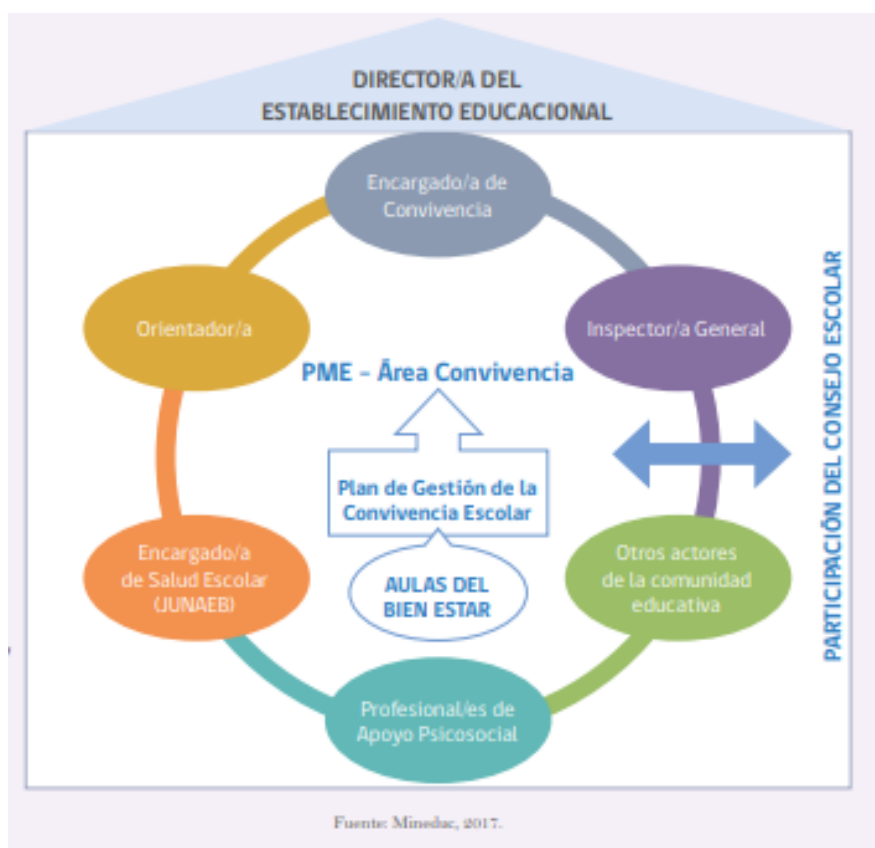 DIRECTOR/A DEL
ESTABLECIMIENTO EDUCACIONAL
Encargado/a de
Convivencia
Orientador/a
Inspector/a General
PME – Área Convivencia
Plan de Gestión de la
Convivencia Escolar
AULAS DEL
BIEN ESTAR
Encargado/a
de Salud Escolar
(JUNAEB)
Otros actores
de la comunidad
educativa
Profesional/es de
Apoyo Psicosocial
PARTICIPACIÓN DEL CONSEJO ESCOLAR
Fuente: Mineduc, 2017.